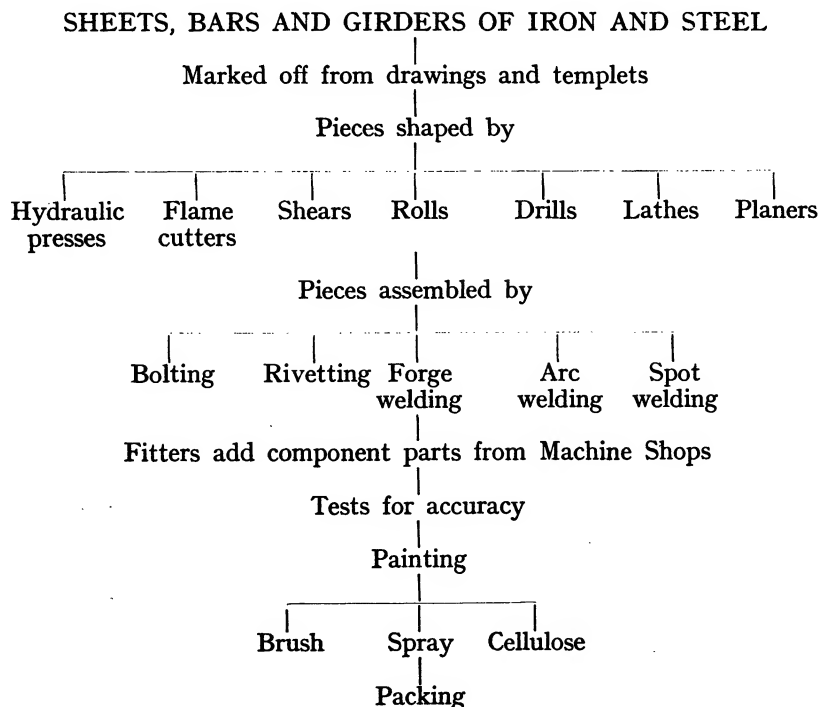 SHEETS, BARS AND GIRDERS OF IRON AND STEEL
Marked off from drawings and templets
Pieces shaped by
Hydraulic presses
Flame cutters
Shears
Rolls
Drills
Lathes
Planers
Pieces assembled by
Bolting
Rivetting
Forge welding
Arc welding
Spot welding
Fitters add component parts from Machine Shops
Tests for accuracy
Painting
Brush
Spray
Cellulose
Packing